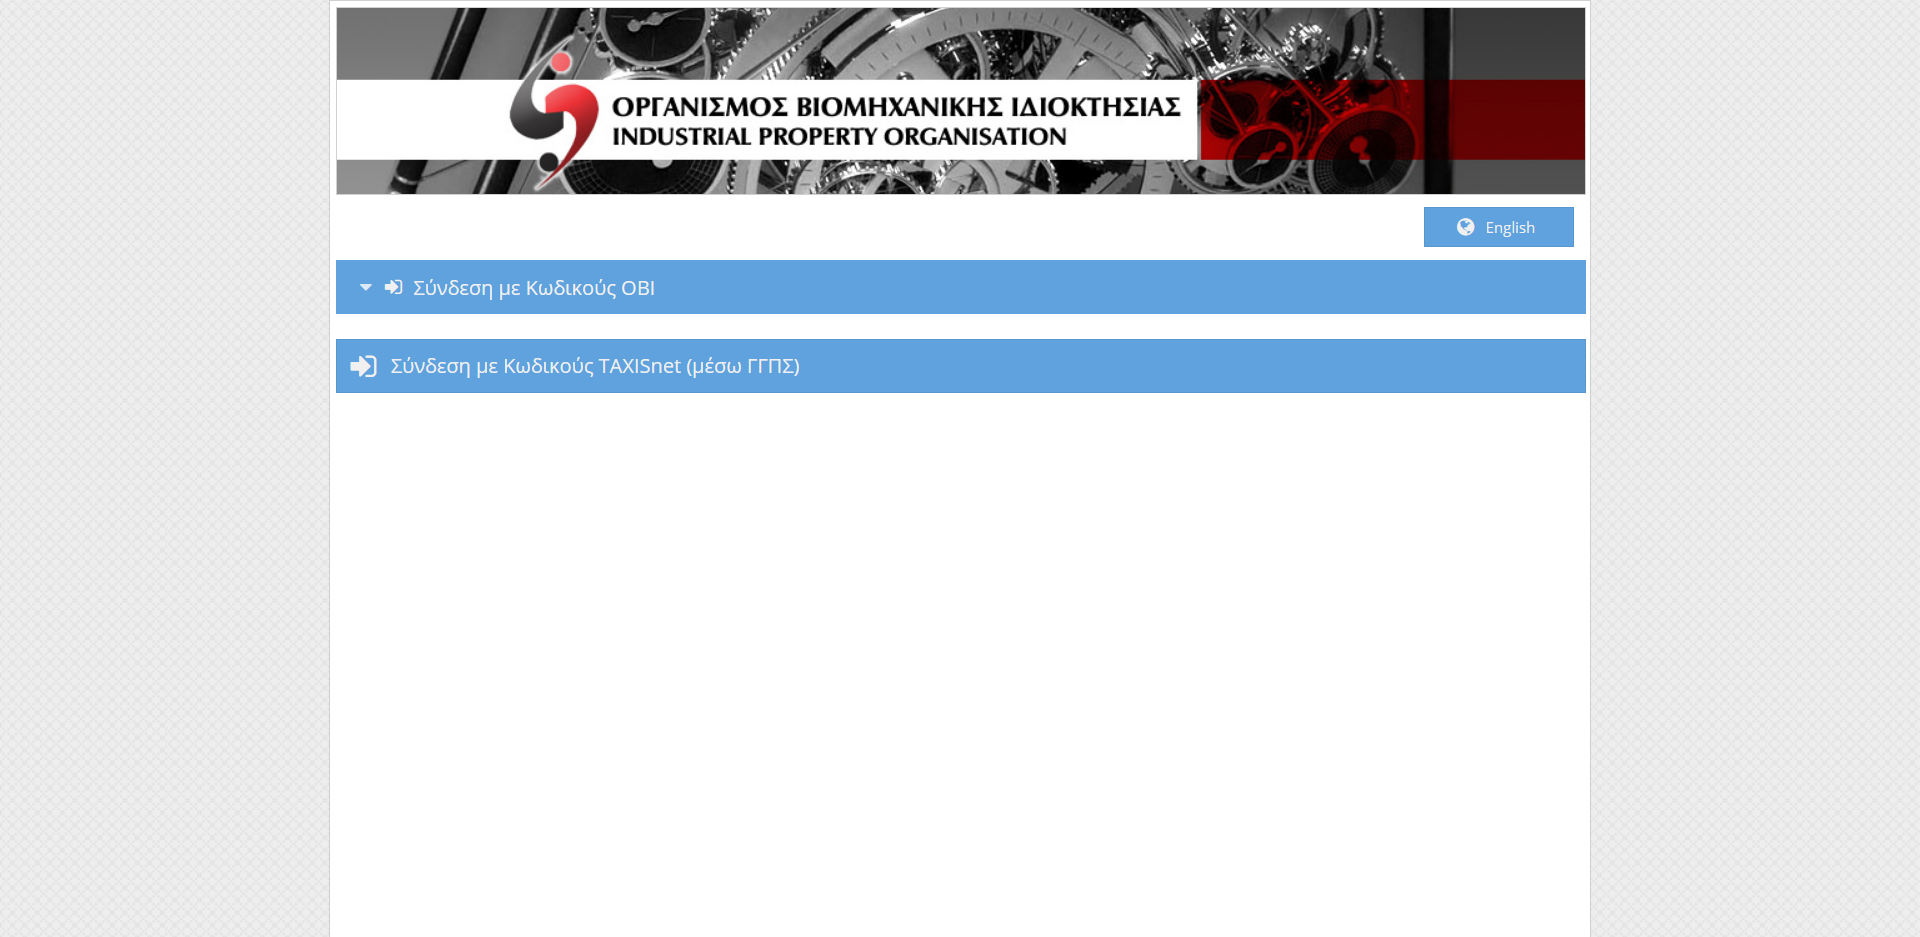 ΟΡΓΑΝΙΣΜΟΣ ΒΙΟΜΗΧΑΝΙΚΗΣ ΙΔΙΟΚΤΗΣΙΑΣ
INDUSTRIAL PROPERTY ORGANISATION
English
Σύνδεση με Κωδικούς ΟΒΙ
Σύνδεση με Κωδικούς TAXISnet (μέσω ΓΓΠΣ)